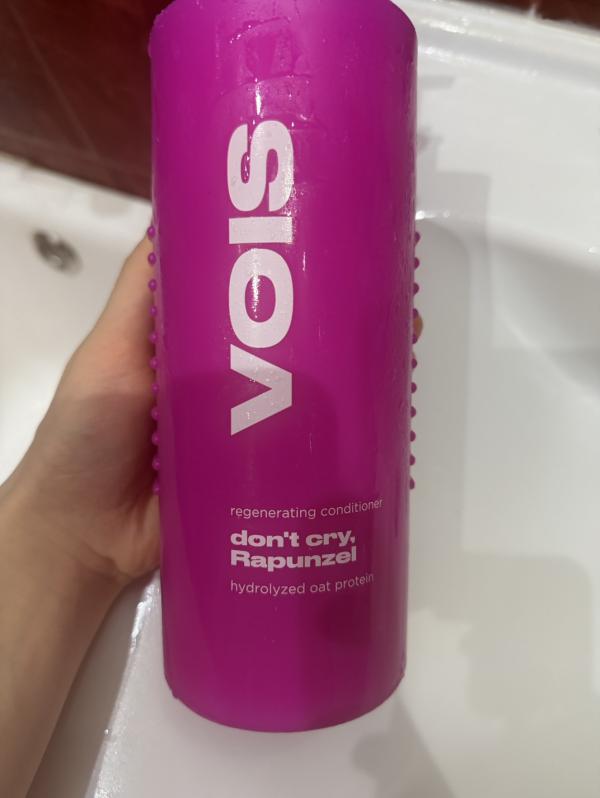 vois
regenerating conditioner
don't cry,
Rapunzel
hydrolyzed oat protein